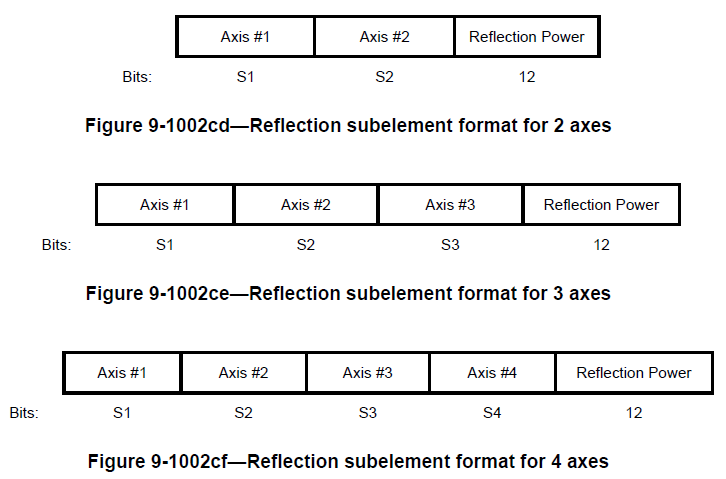 Axis #1 Axis #2 Reflection Power
Bits: S1 S2 12
Figure 9-1002cd—Reflection subelement format for 2 axes
Axis #1 Axis #2 Axis #3 Reflection Power
Bits: S1 S2 S3 12
Figure 9-1002ce—Reflection subelement format for 3 axes
Axis #1 Axis #2 Axis #3 Axis #4 Reflection Power
Bits: S1 S2 S3 S4 12
Figure 9-1002cf—Reflection subelement format for 4 axes